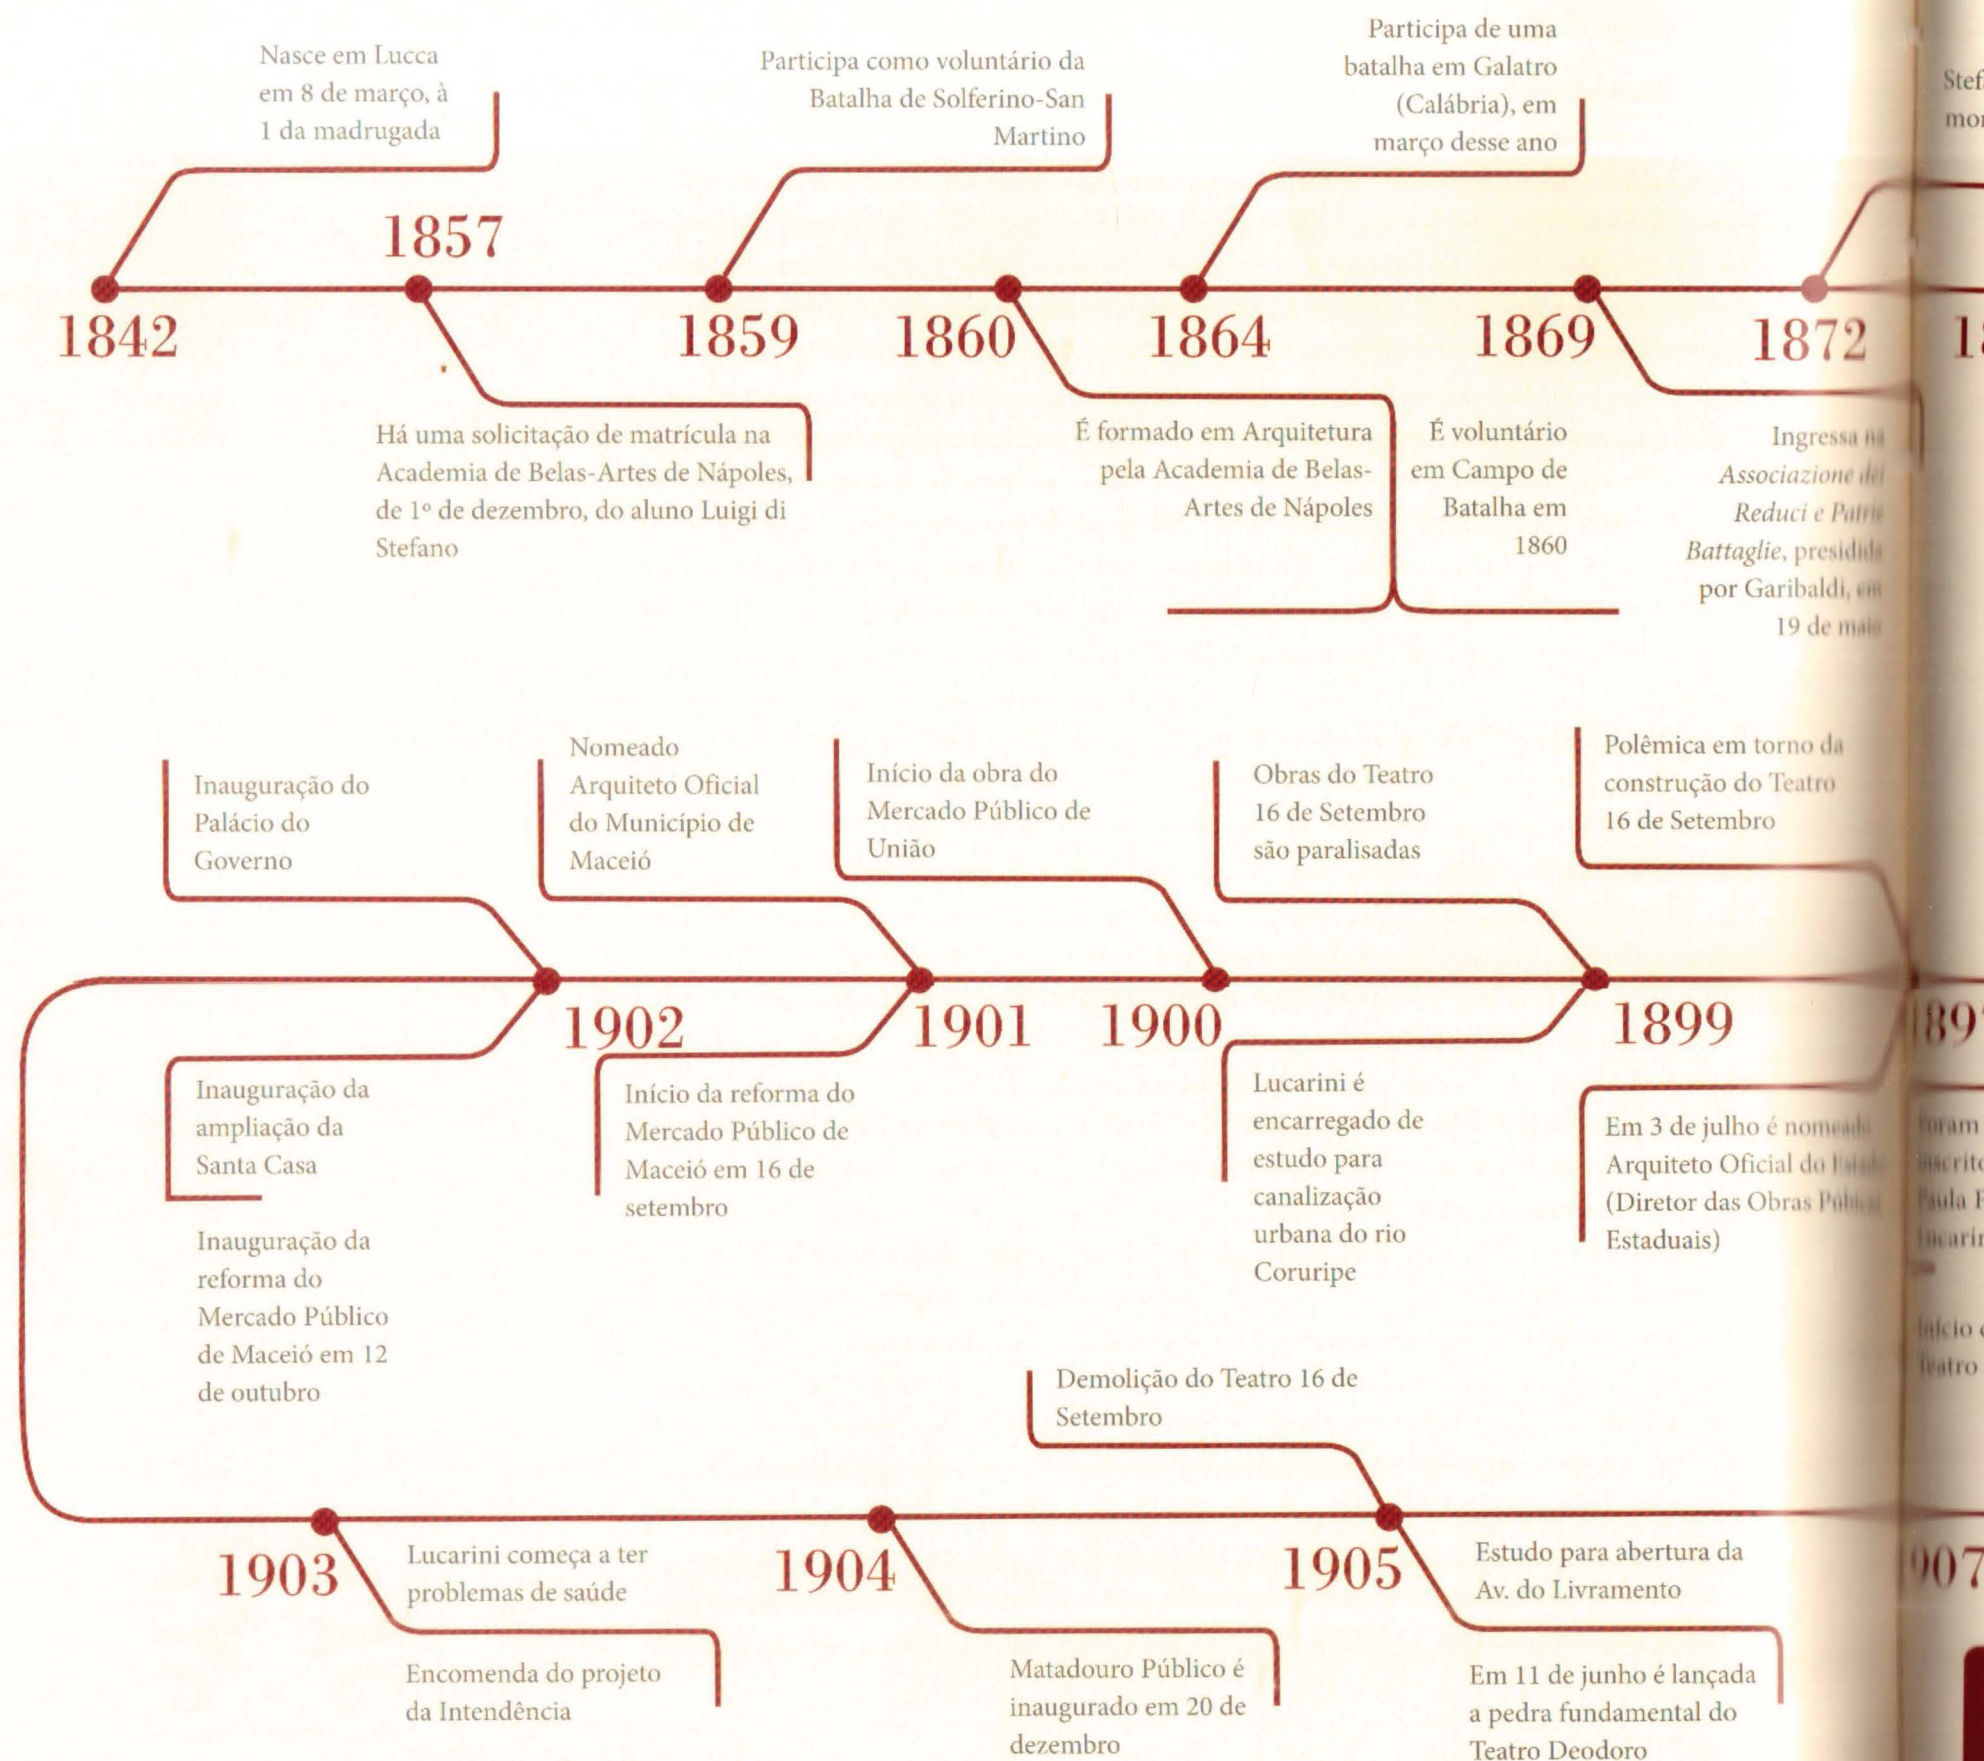 Nasce em Lucca
em 8 de março, à
1 da madrugada
1842
1857
Há uma solicitação de matrícula na
Academia de Belas-Artes de Nápoles,
de 1º de dezembro, do aluno Luigi di
Stefano
Participa como voluntário da
Batalha de Solferino-San
Martino
1859
1860
É formado em Arquitetura
pela Academia de Belas-
Artes de Nápoles
É voluntário
em Campo de
Batalha em
1860
Participa de uma
batalha em Galatro
(Calábria), em
março desse ano
1864
1869
Ingressa na
Associazione dei
Reduci e Patrie
Battaglie, presidida
por Garibaldi, em
19 de maio
1872
Inauguração do
Palácio do
Governo
1902
Inauguração da
ampliação da
Santa Casa
Inauguração da
reforma do
Mercado Público
de Maceió em 12
de outubro
Nomeado
Arquiteto Oficial
do Município de
Maceió
1901
Início da reforma do
Mercado Público de
Maceió em 16 de
setembro
Início da obra do
Mercado Público de
União
1900
Obras do Teatro
16 de Setembro
são paralisadas
1899
Lucarini é
encarregado de
estudo para
canalização
urbana do rio
Coruripe
Polêmica em torno da
construção do Teatro
16 de Setembro
Em 3 de julho é nomeado
Arquiteto Oficial do Estado
(Diretor das Obras
Estaduais)
Foram
Teatro
1903
Lucarini começa a ter
problemas de saúde
Encomenda do projeto
da Intendência
1904
Matadouro Público é
inaugurado em 20 de
dezembro
Demolição do Teatro 16 de
Setembro
1905
Estudo para abertura da
Av. do Livramento
Em 11 de junho é lançada
a pedra fundamental do
Teatro Deodoro
907